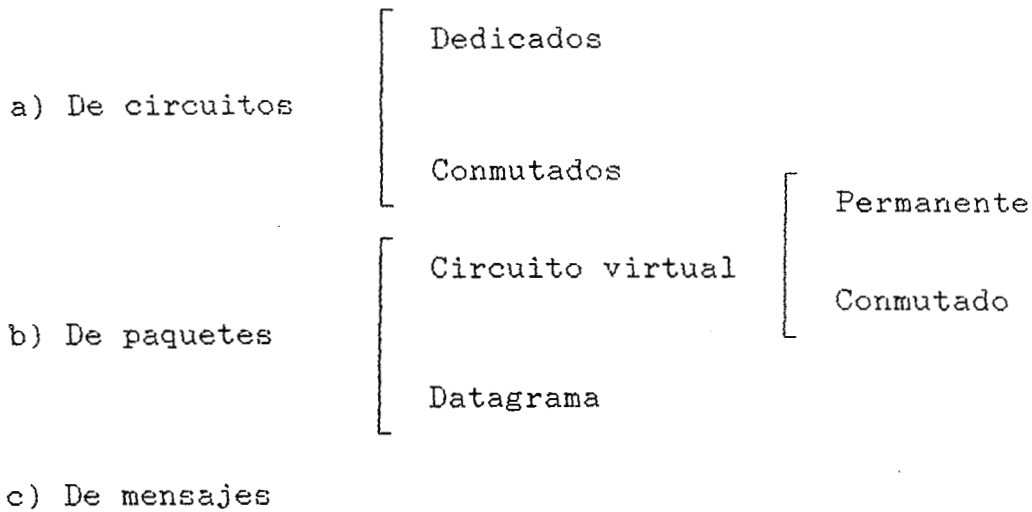 Dedicados
a) De circuitos
Conmutados
Permanente
Circuito virtual
Conmutado
b) De paquetes
Datagrama
c) De mensajes